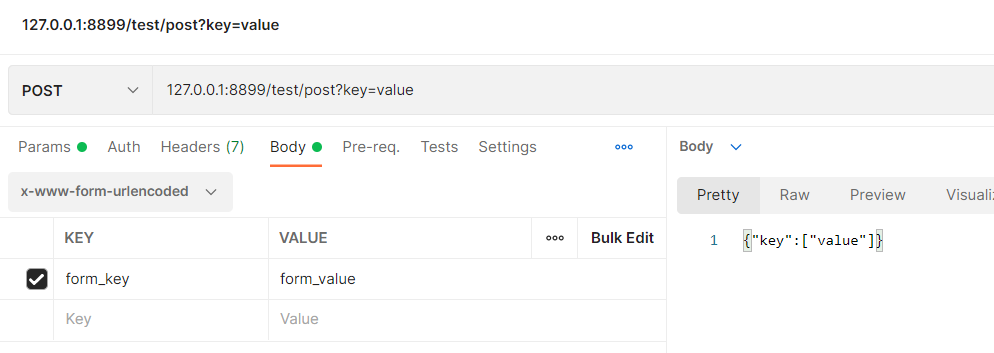 127.0.0.1:8899/test/post?key=value
POST 127.0.0.1:8899/test/post?key=value
Params Auth Headers (7) Body Pre-req. Tests Settings
x-www-form-urlencoded
KEY VALUE ooo Bulk Edit
form_key form_value
Key Value
Body
Pretty Raw Preview Visuali
1 {"key":["value"]}